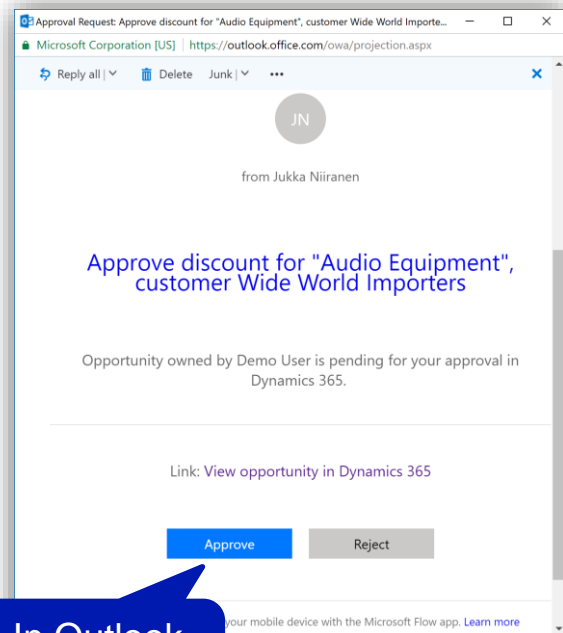 Approval Request: Approve discount for "Audio Equipment", customer Wide World Importe...
Microsoft Corporation [US] | https://outlook.office.com/owa/projection.aspx
Reply all | Delete Junk | ...
JN
from Jukka Niiranen
Approve discount for "Audio Equipment",
customer Wide World Importers
Opportunity owned by Demo User is pending for your approval in
Dynamics 365.
Link: View opportunity in Dynamics 365
Approve Reject
your mobile device with the Microsoft Flow app. Learn more
In Outlook